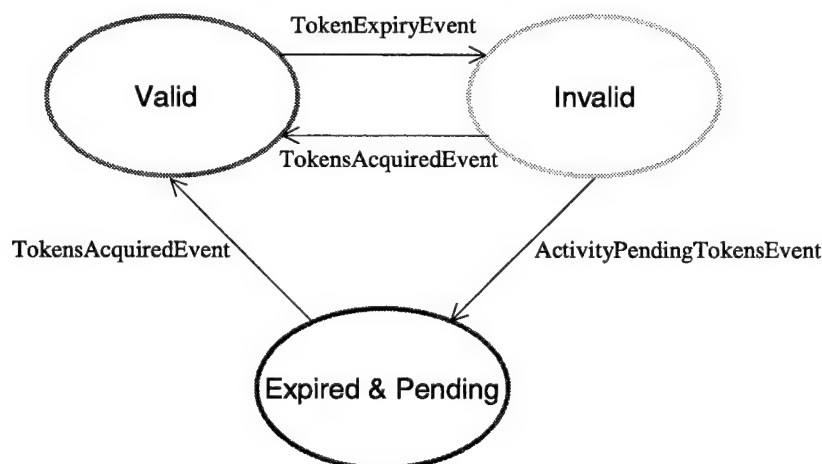 TokenExpiryEvent
Valid
Invalid
TokensAcquiredEvent
TokensAcquiredEvent
ActivityPendingTokensEvent
Expired & Pending